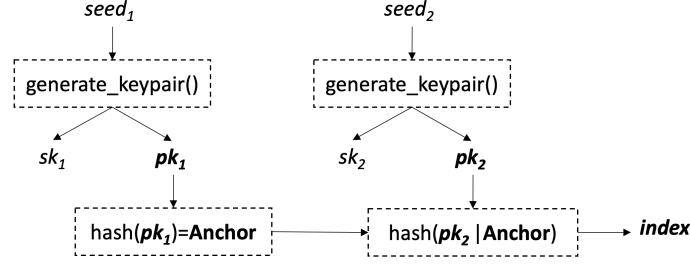 seed1 seed2
generate_keypair() generate_keypair()
sk1 pk1 sk2 pk2
hash(pk1)=Anchor hash(pk2 |Anchor) index